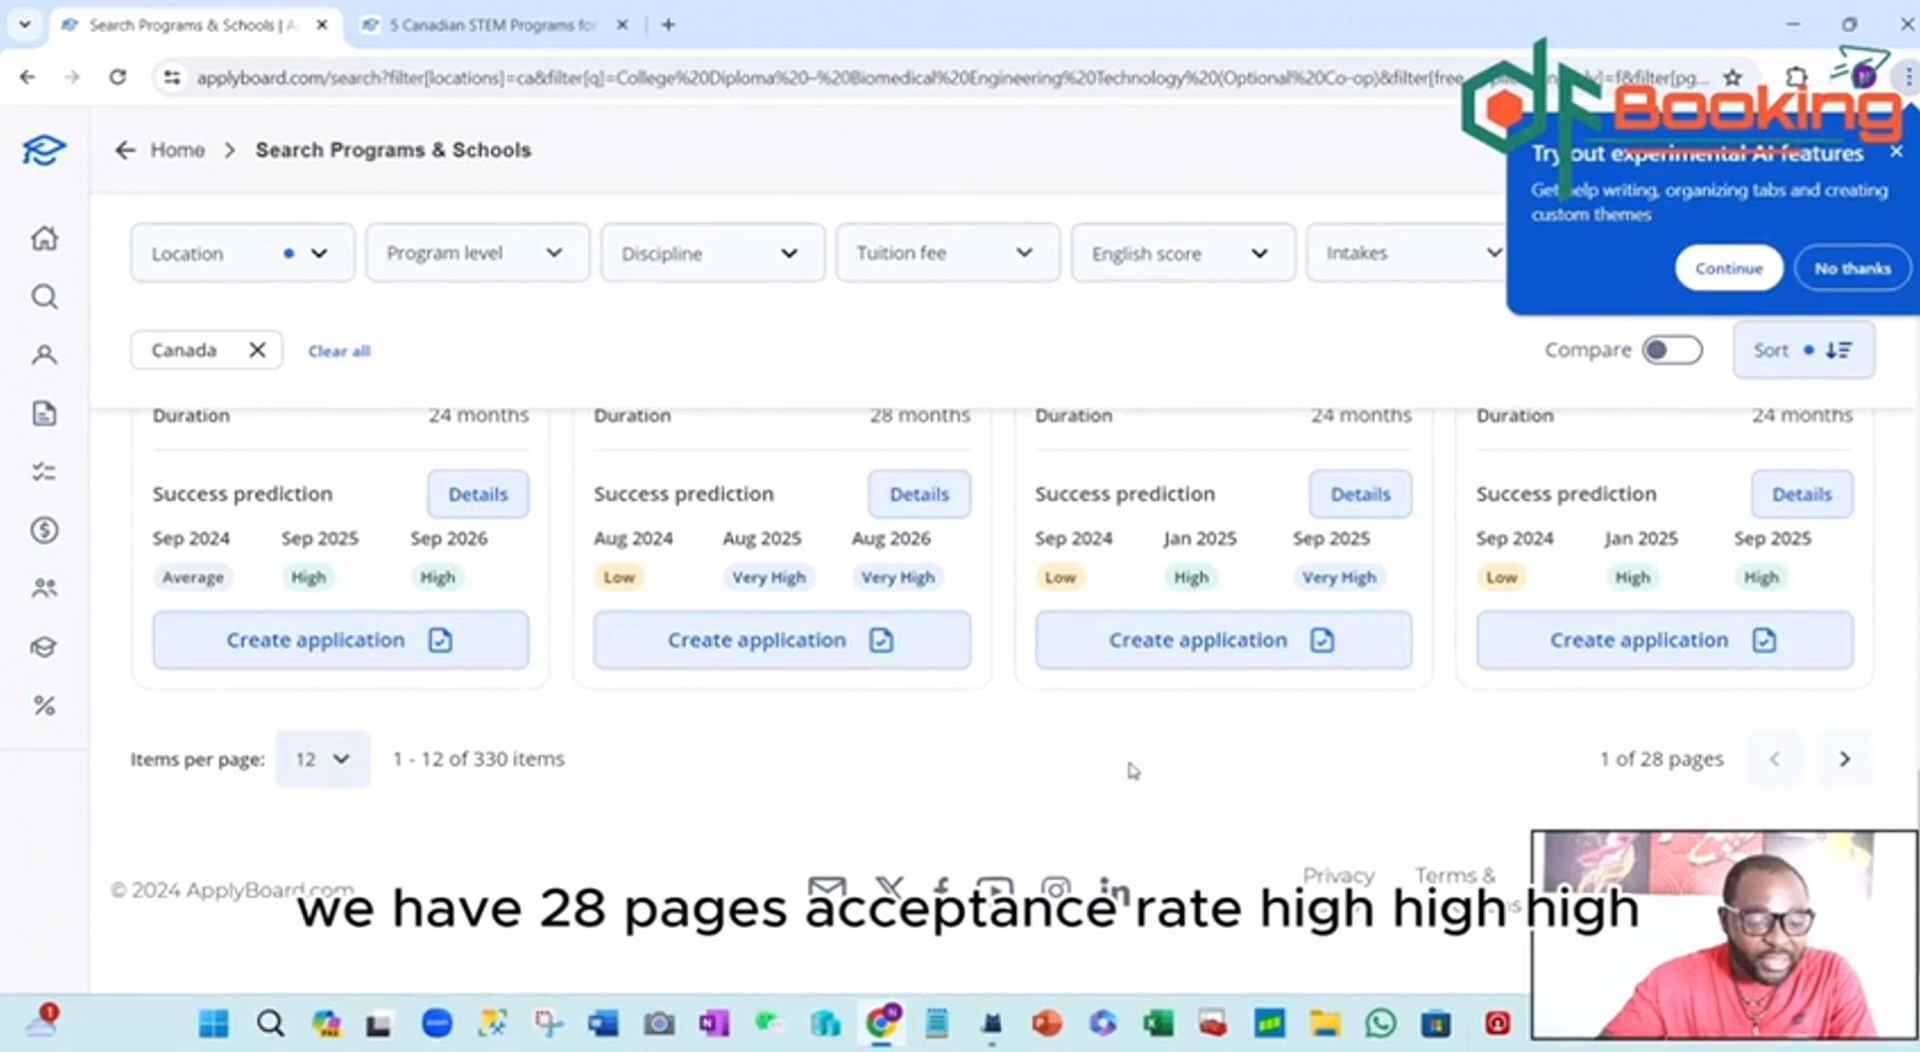 Search Programs & Schools | A
5 Canadian STEM Programs for
applyboard.com/search?filter[locations]=ca&filter[q]=College%20Diploma%20-%20Biomedical%20Engineering%20Technology%20(Optional%20Co-op)&filter[free
=f&filter[pg...
Booking
Home > Search Programs & Schools
Try out experimental AI features
Get help writing, organizing tabs and creating
custom themes
Continue
No thanks
Location
Program level
Discipline
Tuition fee
English score
Intakes
Canada
Clear all
Compare
Sort
Duration 24 months
Success prediction Details
Sep 2024 Sep 2025 Sep 2026
Average High High
Create application
Duration 28 months
Success prediction Details
Aug 2024 Aug 2025 Aug 2026
Low Very High Very High
Create application
Duration 24 months
Success prediction Details
Sep 2024 Jan 2025 Sep 2025
Low High Very High
Create application
Duration 24 months
Success prediction Details
Sep 2024 Jan 2025 Sep 2025
Low High High
Create application
Items per page: 12 1 - 12 of 330 items
1 of 28 pages
© 2024 ApplyBoard.com
Privacy
Terms &
we have 28 pages acceptance rate high high high